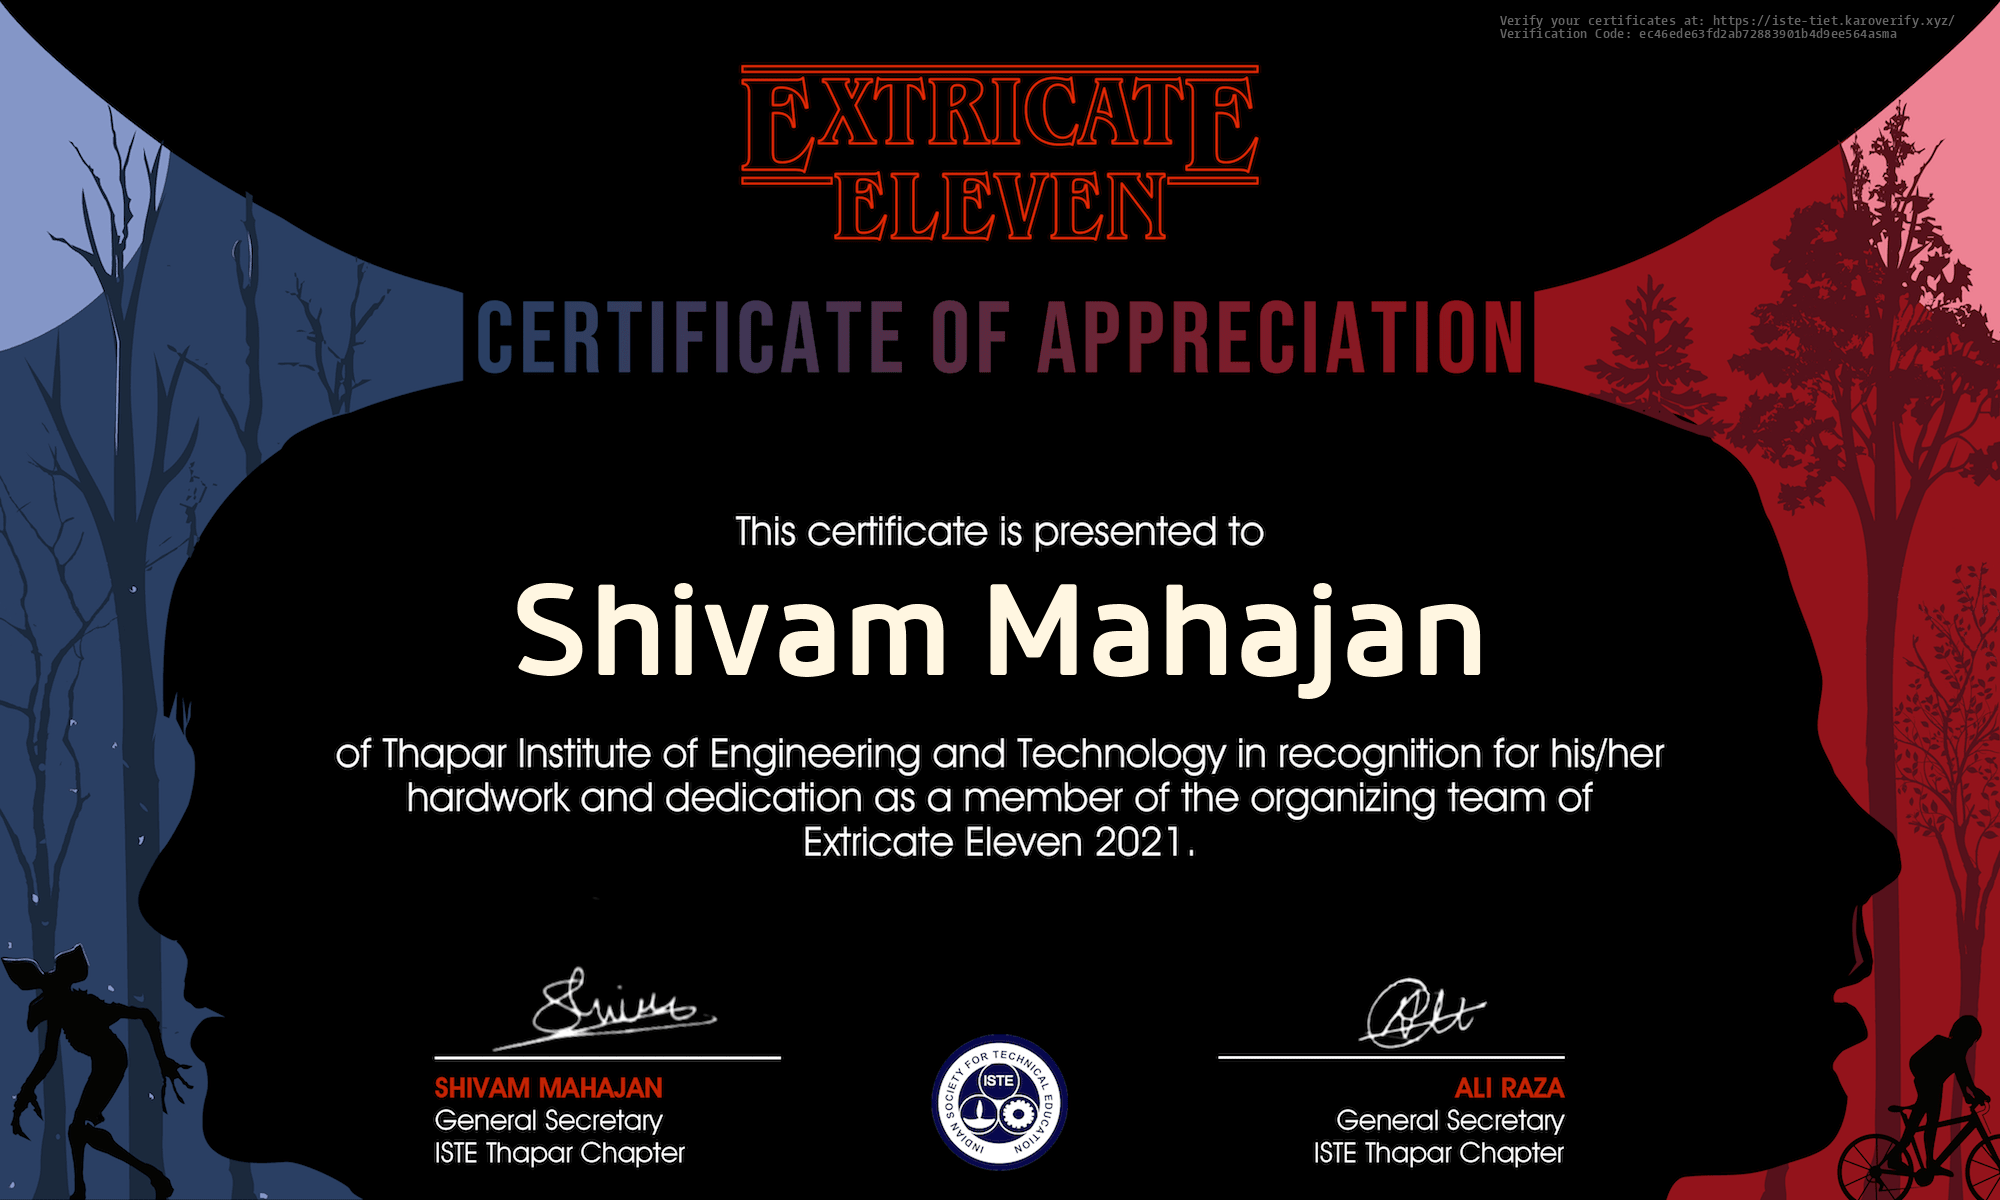 Verify your certificates at: https://iste-tiet.karoverify.xyz/
Verification Code: ec46ede63fd2ab72883901b4d9ee564asma
EXTRICATE
ELEVEN
CERTIFICATE OF APPRECIATION
This certificate is presented to
Shivam Mahajan
of Thapar Institute of Engineering and Technology in recognition for his/her
hardwork and dedication as a member of the organizing team of
Extricate Eleven 2021.
SHIVAM MAHAJAN
General Secretary
ISTE Thapar Chapter
INDIAN SOCIETY FOR TECHNICAL EDUCATION
ISTE
ALI RAZA
General Secretary
ISTE Thapar Chapter